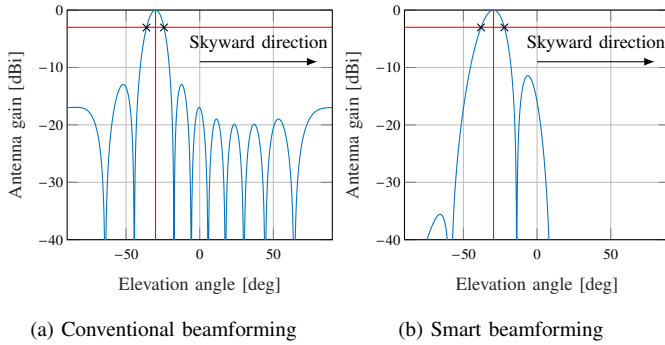 0
−10
−20
−30
−40
Antenna gain [dBi]
Skyward direction
−50
0
50
Elevation angle [deg]
(a) Conventional beamforming
0
−10
−20
−30
−40
Antenna gain [dBi]
Skyward direction
−50
0
50
Elevation angle [deg]
(b) Smart beamforming